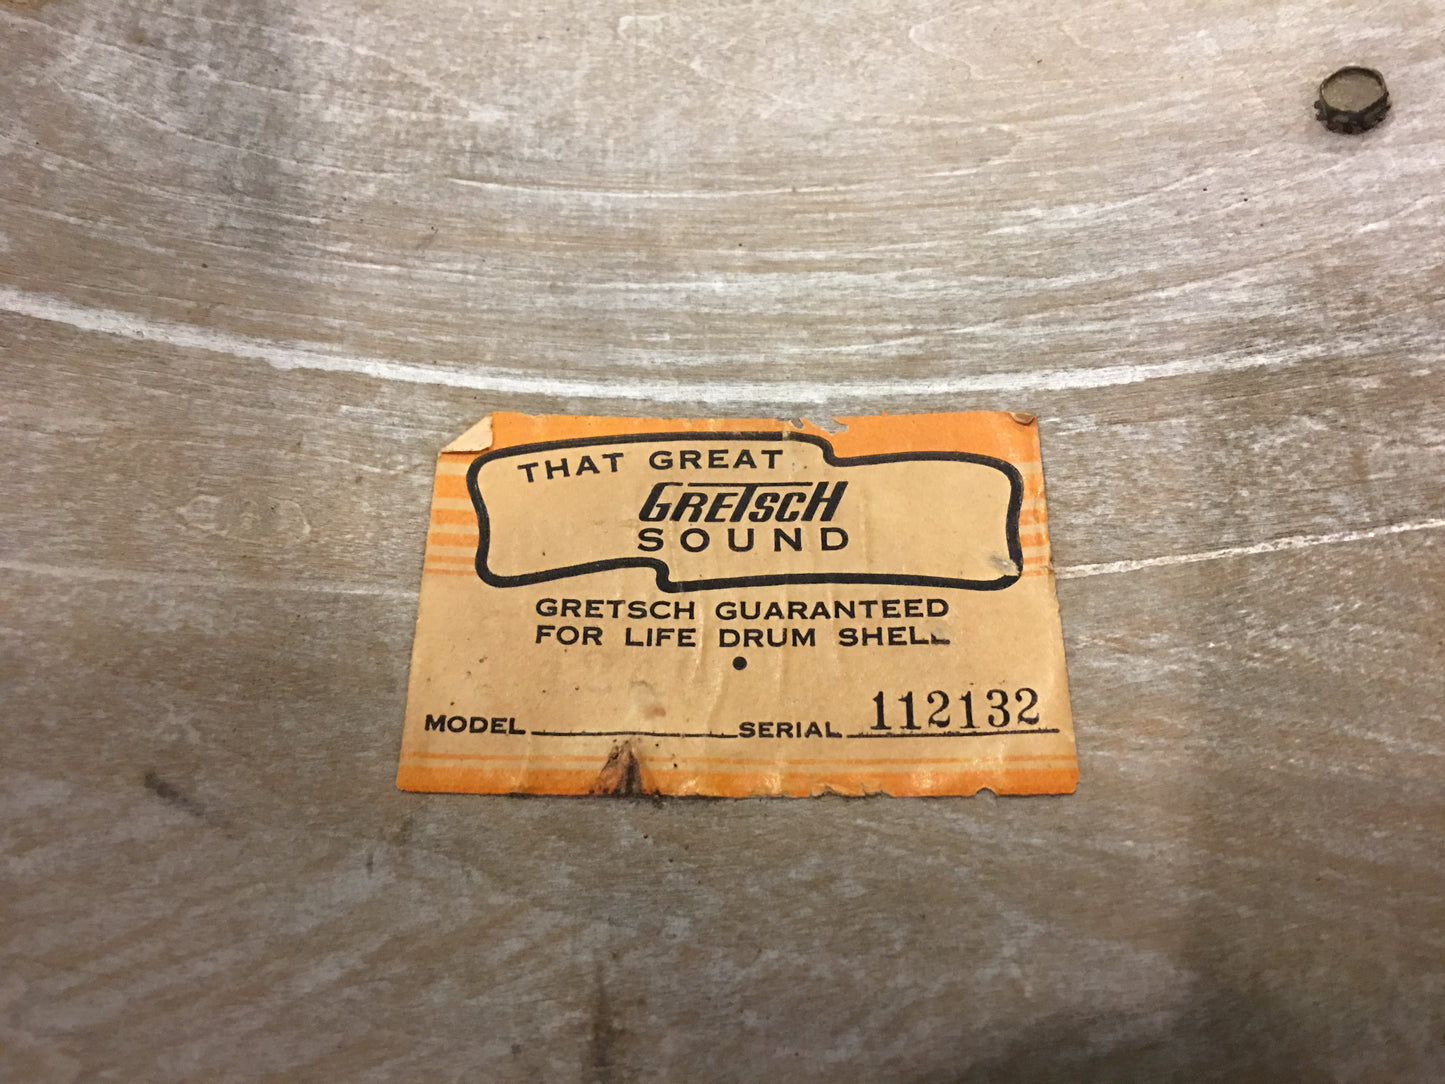 THAT GREAT
GRETSCH
SOUND
GRETSCH GUARANTEED
FOR LIFE DRUM SHELL
MODEL SERIAL 112132